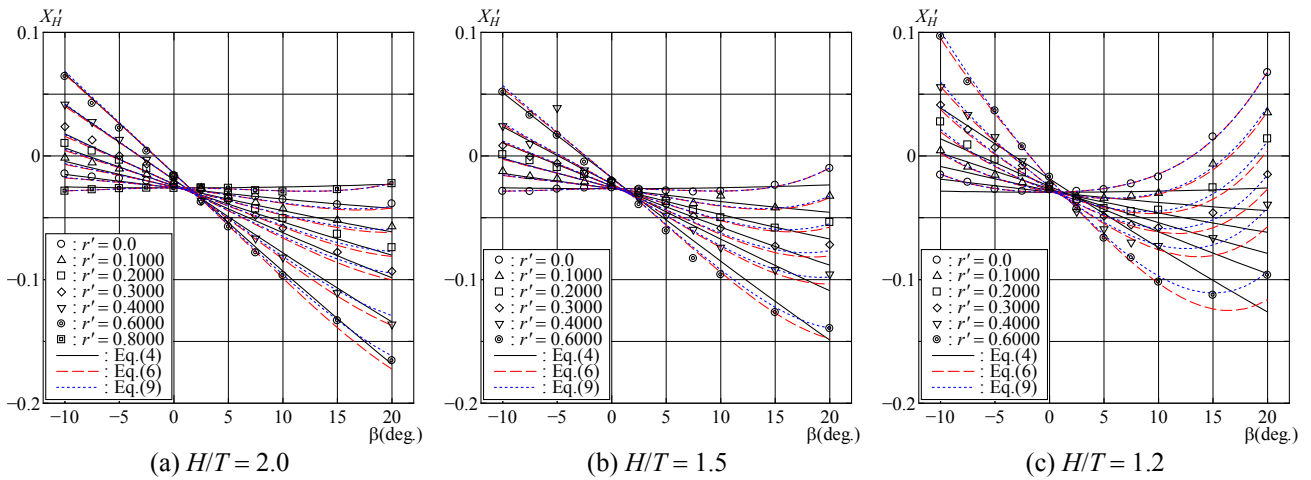 X_H′
0.1
0
−0.1
−0.2
: r′ = 0.0
: r′ = 0.1000
: r′ = 0.2000
: r′ = 0.3000
: r′ = 0.4000
: r′ = 0.6000
: r′ = 0.8000
: Eq.(4)
: Eq.(6)
: Eq.(9)
−10 −5 0 5 10 15 20
β(deg.)
(a) H/T = 2.0
X_H′
0.1
0
−0.1
−0.2
: r′ = 0.0
: r′ = 0.1000
: r′ = 0.2000
: r′ = 0.3000
: r′ = 0.4000
: r′ = 0.6000
: Eq.(4)
: Eq.(6)
: Eq.(9)
−10 −5 0 5 10 15 20
β(deg.)
(b) H/T = 1.5
X_H′
0.1
0
−0.1
−0.2
: r′ = 0.0
: r′ = 0.1000
: r′ = 0.2000
: r′ = 0.3000
: r′ = 0.4000
: r′ = 0.6000
: Eq.(4)
: Eq.(6)
: Eq.(9)
−10 −5 0 5 10 15 20
β(deg.)
(c) H/T = 1.2